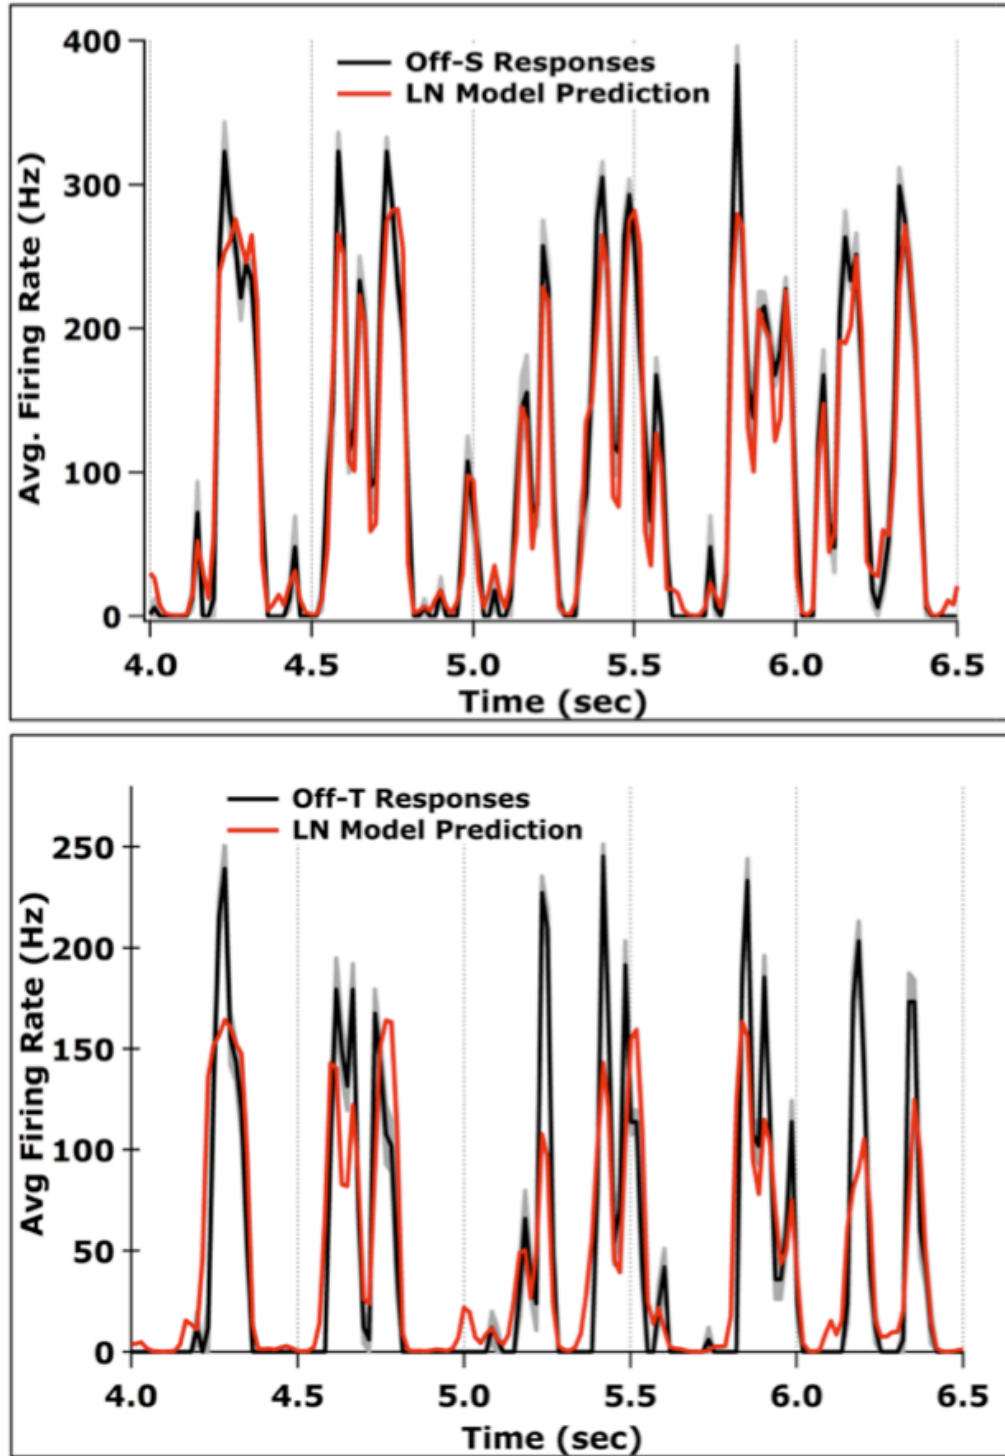 400
300
200
100
0
Avg. Firing Rate (Hz)
Off-S Responses
LN Model Prediction
4.0 4.5 5.0 5.5 6.0 6.5
Time (sec)
Off-T Responses
LN Model Prediction
250
200
150
100
50
0
Avg Firing Rate (Hz)
4.0 4.5 5.0 5.5 6.0 6.5
Time (sec)